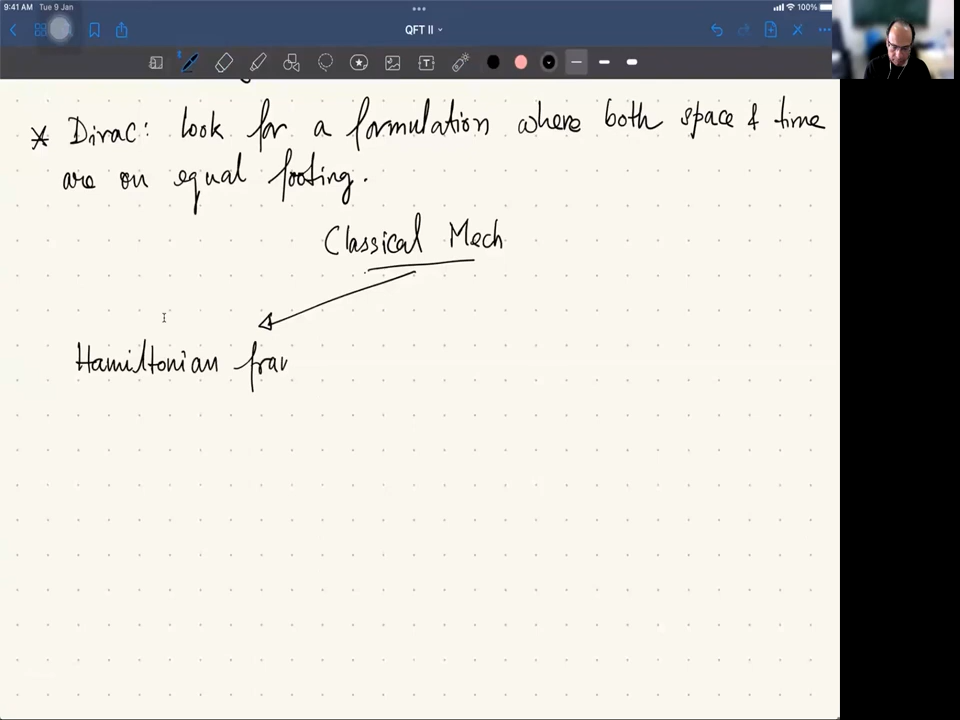 9:41 AM Tue 9 Jan
100%
QFT II
* Dirac: look for a formulation where both space & time
are on equal footing.
Classical Mech
Hamiltonian fra